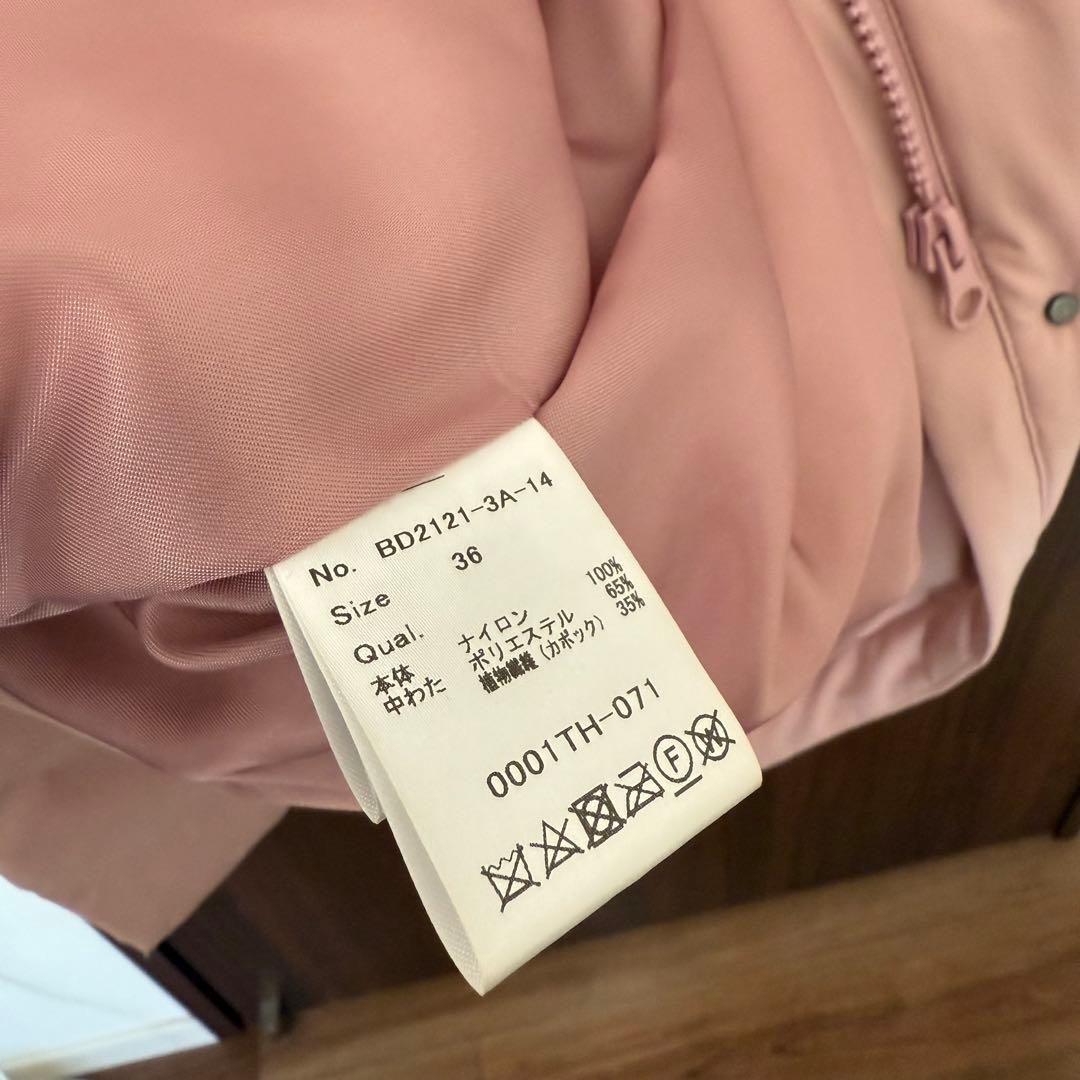 No. BD2121-3A-14
Size 36
Qual.
本体 ナイロン 100%
中わた ポリエステル 65%
植物繊維(カポック) 35%
0001TH-071
F
W